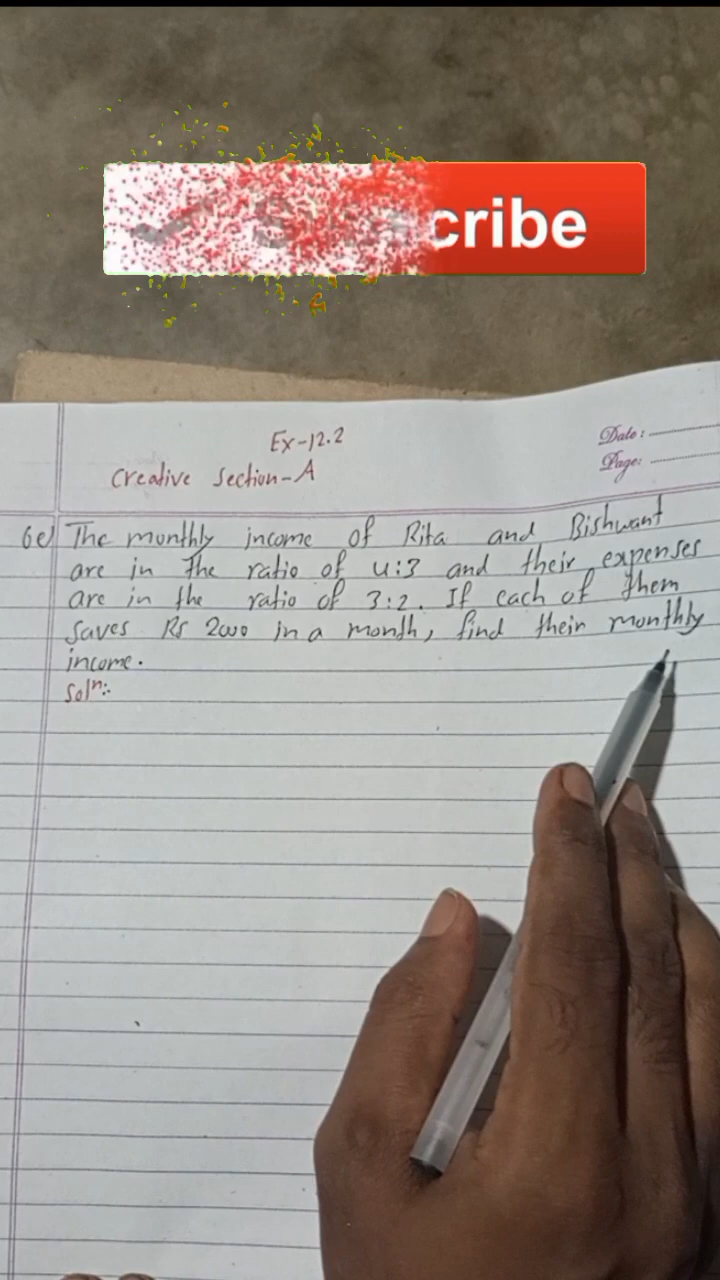 cribe
Ex-12.2
Date:
Page:
Creative Section-A
6e) The monthly income of Rita and Bishwant
are in the ratio of 4:3 and their expenses
are in the ratio of 3:2. If each of them
saves Rs 2000 in a month, find their monthly
income.
Solⁿ: